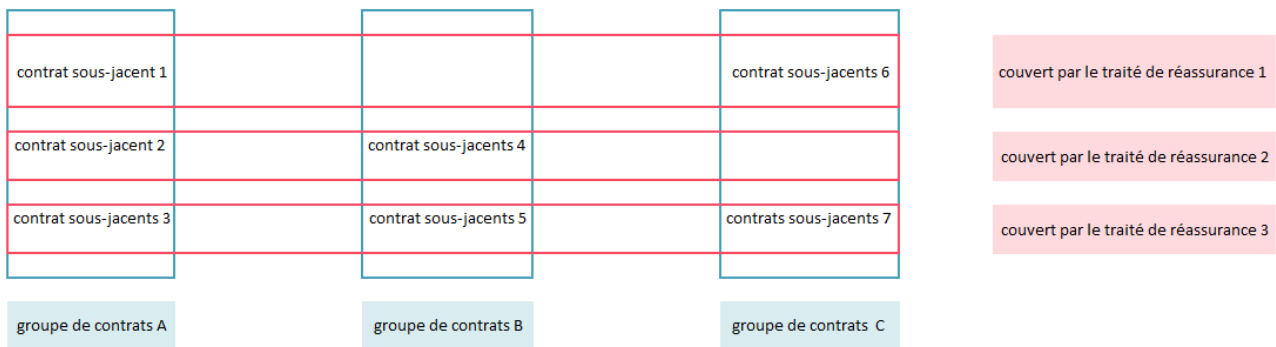 contrat sous-jacent 1
contrat sous-jacents 6
couvert par le traité de réassurance 1
contrat sous-jacent 2
contrat sous-jacents 4
couvert par le traité de réassurance 2
contrat sous-jacents 3
contrat sous-jacents 5
contrats sous-jacents 7
couvert par le traité de réassurance 3
groupe de contrats A
groupe de contrats B
groupe de contrats C